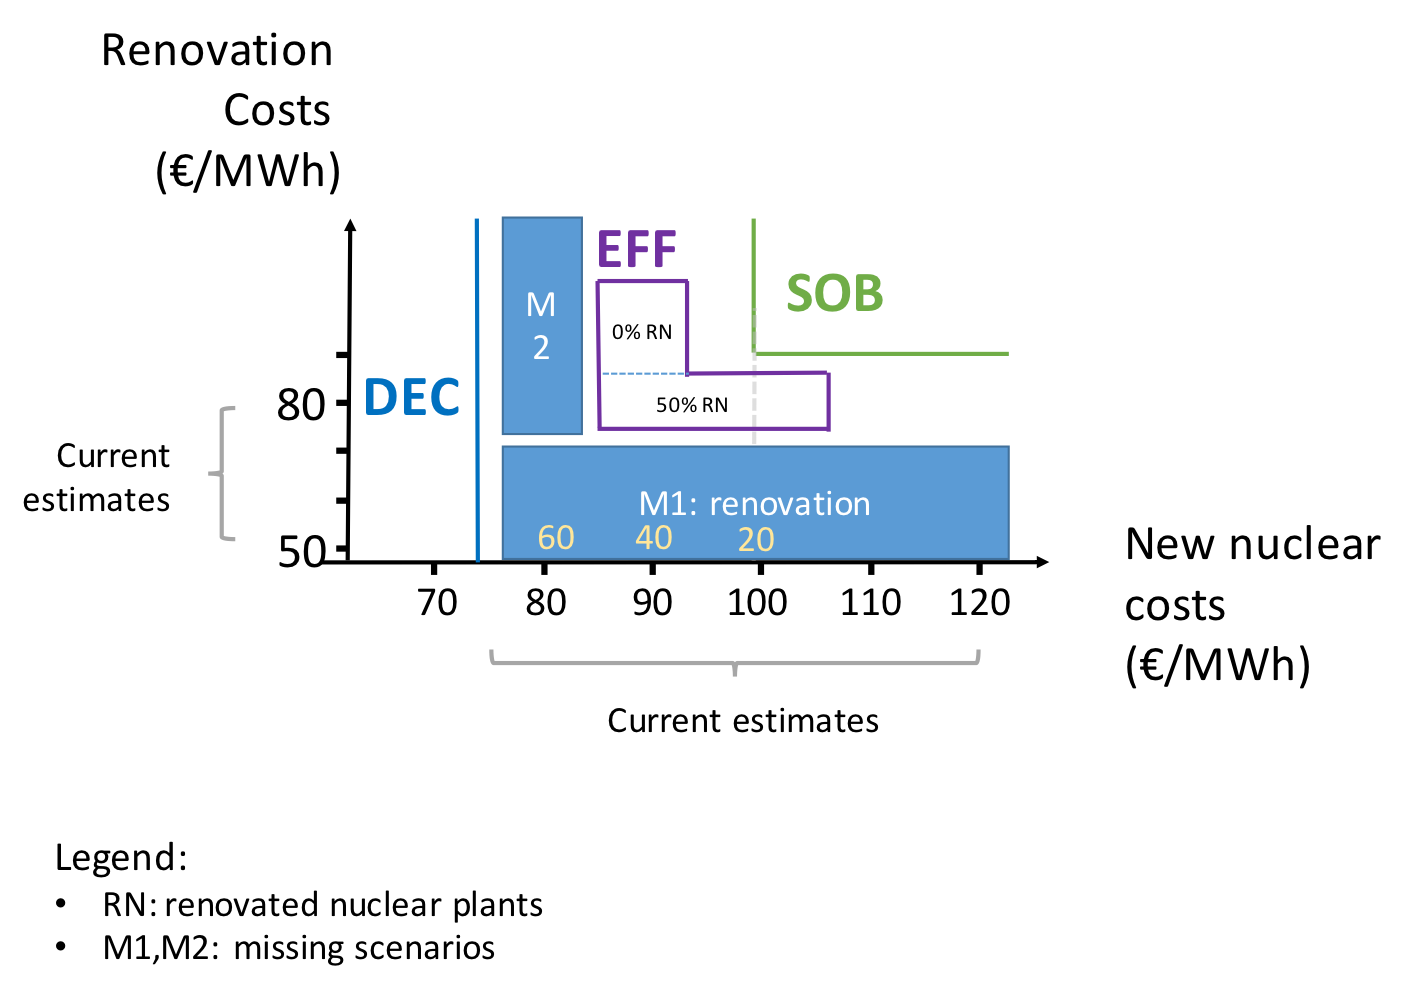 Renovation
Costs
(€/MWh)
EFF
SOB
M
2
0% RN
DEC
80
50% RN
Current
estimates
M1: renovation
60 40 20
50
New nuclear
costs
(€/MWh)
70 80 90 100 110 120
Current estimates
Legend:
• RN: renovated nuclear plants
• M1,M2: missing scenarios